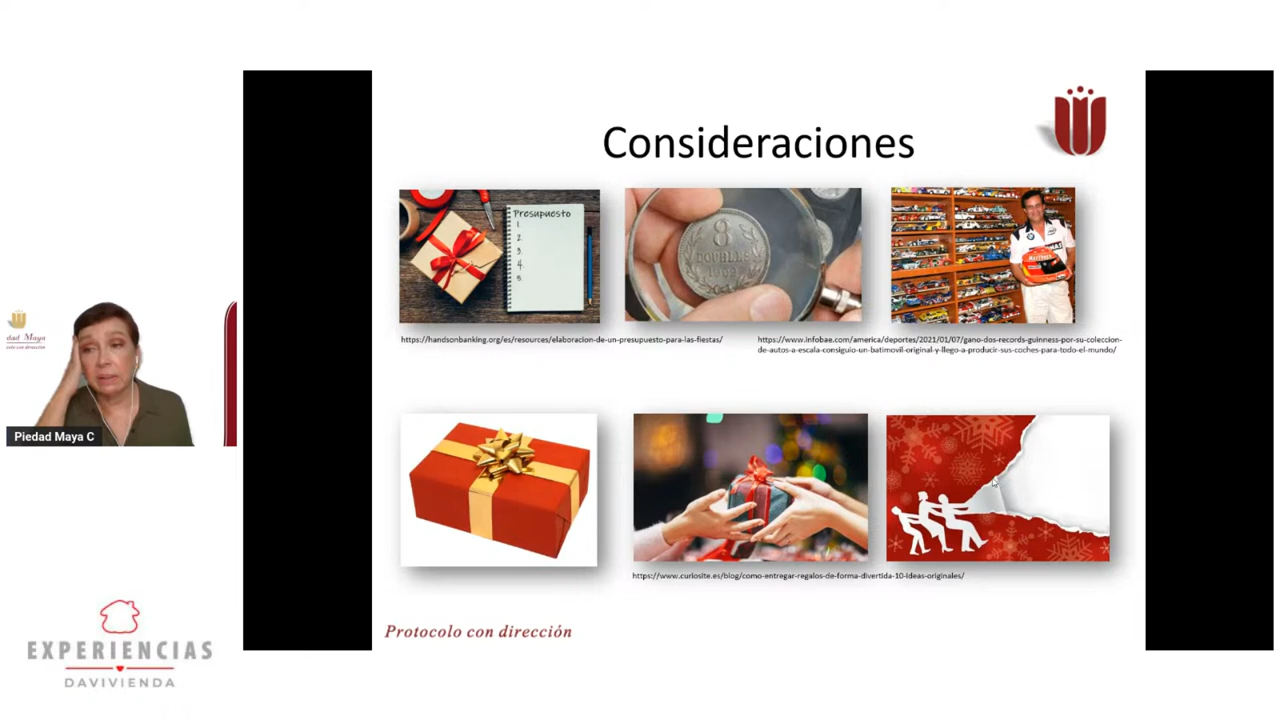 Consideraciones
Presupuesto
1.
2.
3.
4.
5.
8
DOUBLES
https://handsonbanking.org/es/resources/elaboracion-de-un-presupuesto-para-las-fiestas/
https://www.infobae.com/america/deportes/2021/01/07/gano-dos-records-guinness-por-su-coleccion-
de-autos-a-escala-consiguio-un-batimovil-original-y-llego-a-producir-sus-coches-para-todo-el-mundo/
dad Maya
Piedad Maya C
https://www.curiosite.es/blog/como-entregar-regalos-de-forma-divertida-10-ideas-originales/
Protocolo con dirección
EXPERIENCIAS
DAVIVIENDA